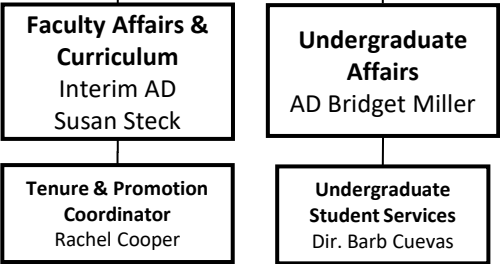 Faculty Affairs &
Curriculum
Interim AD
Susan Steck
Undergraduate
Affairs
AD Bridget Miller
Tenure & Promotion
Coordinator
Rachel Cooper
Undergraduate
Student Services
Dir. Barb Cuevas